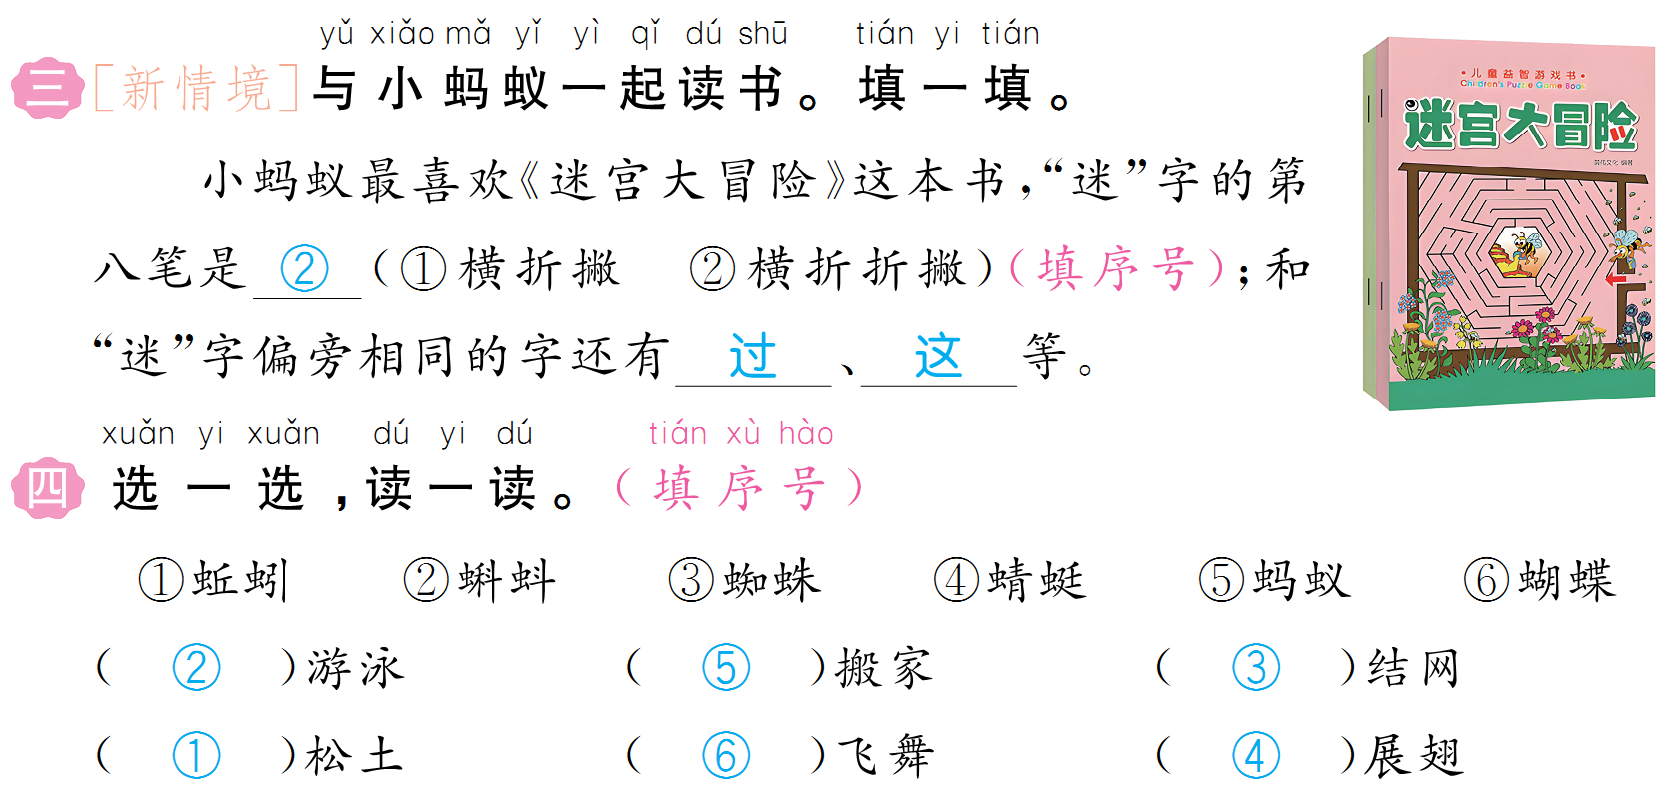 yǔ xiǎo mǎ yǐ yì qǐ dú shū tián yi tián
三 [新情境]与小蚂蚁一起读书。填一填。
小蚂蚁最喜欢《迷宫大冒险》这本书，“迷”字的第
八笔是 ② （①横折撇 ②横折折撇）（填序号）；和
“迷”字偏旁相同的字还有 过 、 这 等。
•儿童益智游戏书•
Children's Puzzle Game Book
迷宫大冒险
xuǎn yi xuǎn dú yi dú tián xù hào
四 选一选，读一读。（填序号）
①蚯蚓 ②蝌蚪 ③蜘蛛 ④蜻蜓 ⑤蚂蚁 ⑥蝴蝶
（ ② ）游泳 （ ⑤ ）搬家 （ ③ ）结网
（ ① ）松土 （ ⑥ ）飞舞 （ ④ ）展翅